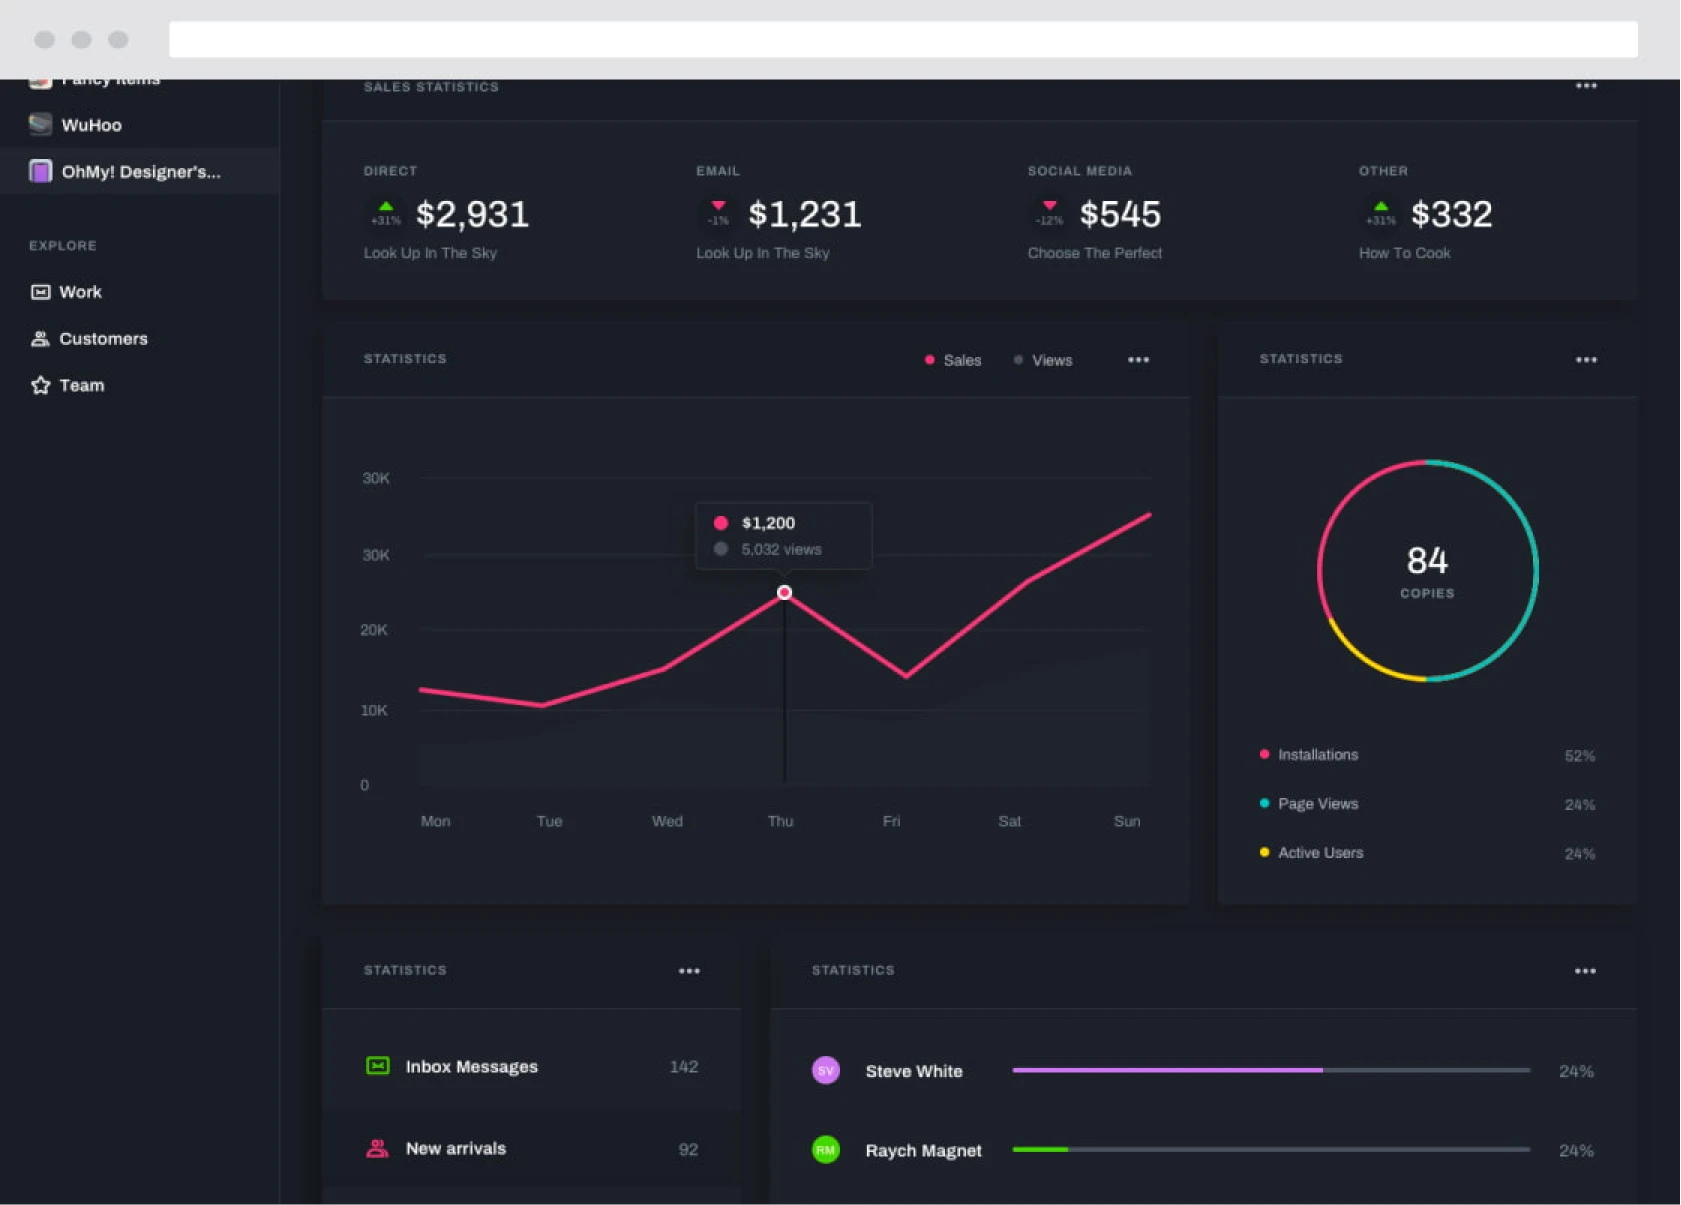 Fancy Items
WuHoo
OhMy! Designer's...
EXPLORE
Work
Customers
Team
SALES STATISTICS
DIRECT
+31% $2,931
Look Up In The Sky
EMAIL
-1% $1,231
Look Up In The Sky
SOCIAL MEDIA
-12% $545
Choose The Perfect
OTHER
+31% $332
How To Cook
STATISTICS
Sales Views
30K
30K
20K
10K
0
$1,200
5,032 views
Mon Tue Wed Thu Fri Sat Sun
STATISTICS
84
COPIES
Installations 52%
Page Views 24%
Active Users 24%
STATISTICS
Inbox Messages 142
New arrivals 92
STATISTICS
SV Steve White 24%
RM Raych Magnet 24%